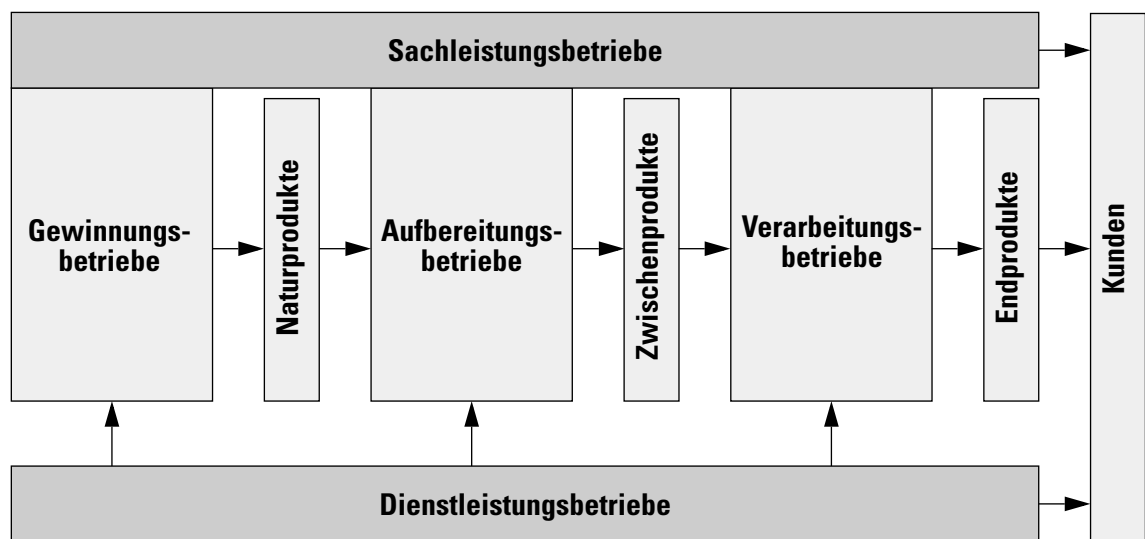 Sachleistungsbetriebe
Gewinnungs-
betriebe
Naturprodukte
Aufbereitungs-
betriebe
Zwischenprodukte
Verarbeitungs-
betriebe
Endprodukte
Kunden
Dienstleistungsbetriebe